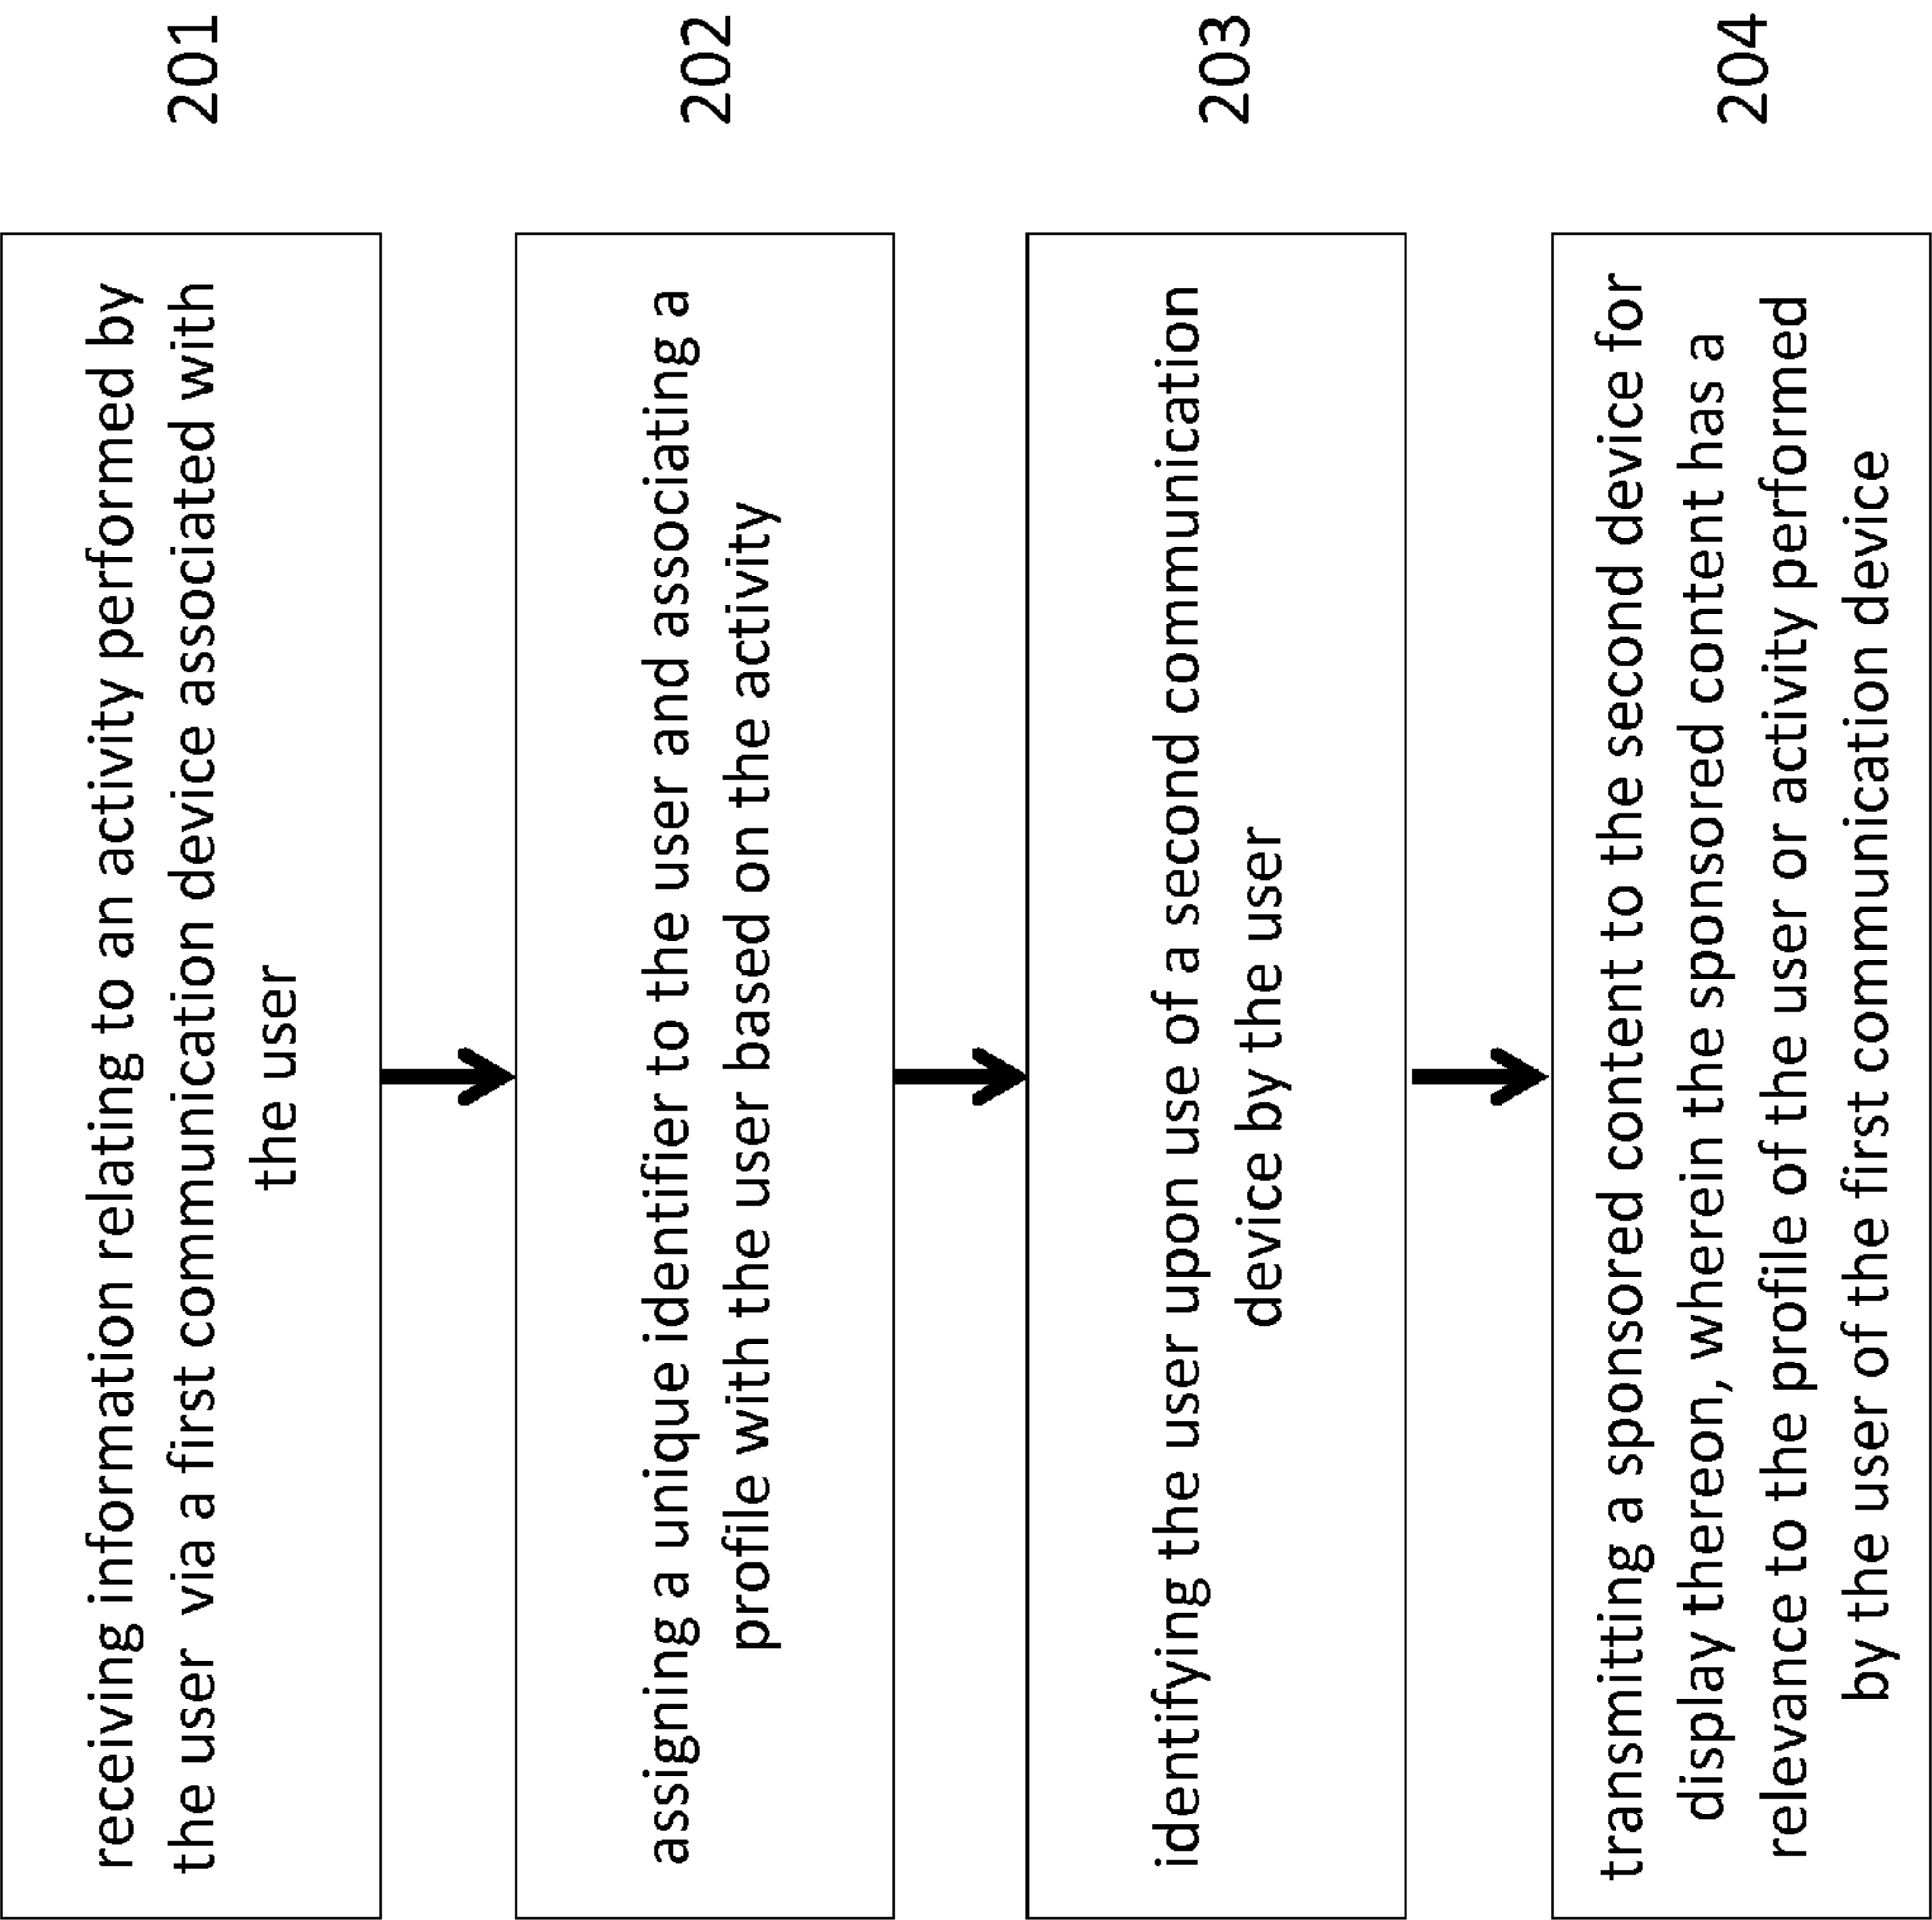 receiving information relating to an activity performed by
the user via a first communication device associated with
the user
201
assigning a unique identifier to the user and associating a
profile with the user based on the activity
202
identifying the user upon use of a second communication
device by the user
203
transmitting a sponsored content to the second device for
display thereon, wherein the sponsored content has a
relevance to the profile of the user or activity performed
by the user of the first communication device
204